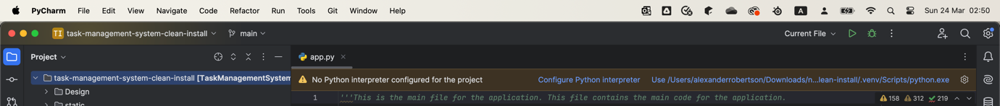 PyCharm File Edit View Navigate Code Refactor Run Tools Git Window Help A Sun 24 Mar 02:50
TI task-management-system-clean-install main Current File
Project app.py
task-management-system-clean-install [TaskManagementSystem No Python interpreter configured for the project Configure Python interpreter Use /Users/alexanderrobertson/Downloads/n...lean-install/.venv/Scripts/python.exe
Design 1 '''This is the main file for the application. This file contains the main code for the application. 158 312 219
static